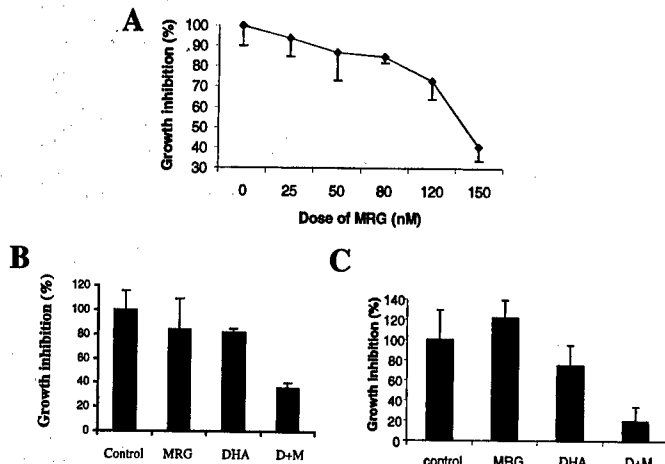 A
Growth inhibition (%)
100
90
80
70
60
50
40
30
0 25 50 80 120 150
Dose of MRG (nM)
B
Growth inhibition (%)
120
100
80
60
40
20
0
Control MRG DHA D+M
C
Growth inhibition (%)
140
120
100
80
60
40
20
0
control MRG DHA D+M